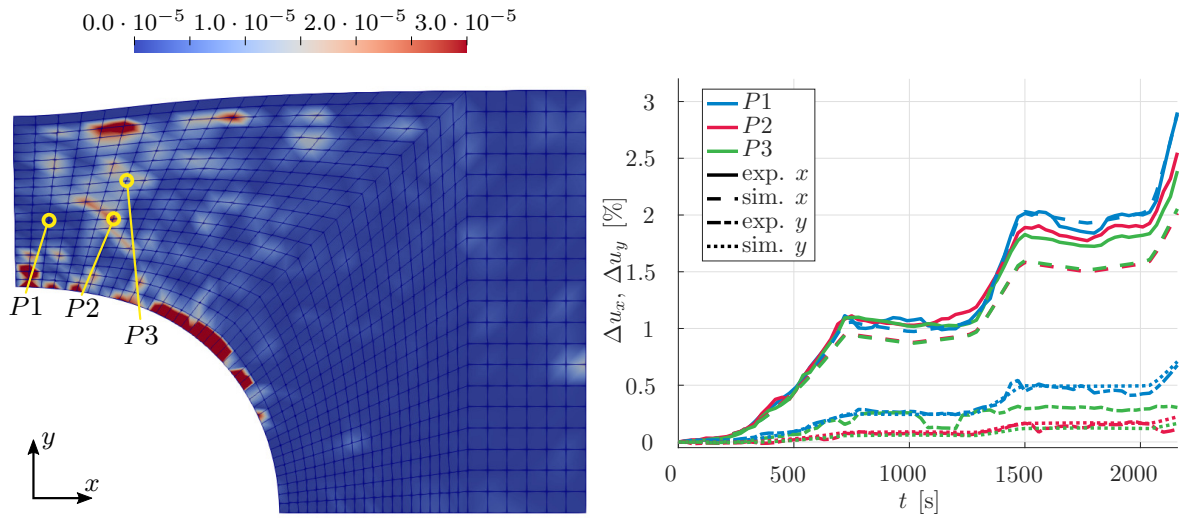 0.0 · 10⁻⁵ 1.0 · 10⁻⁵ 2.0 · 10⁻⁵ 3.0 · 10⁻⁵
P1 P2
P3
y
x
P1
P2
P3
exp. x
sim. x
exp. y
sim. y
Δuₓ, Δu_y [%]
3
2.5
2
1.5
1
0.5
0
0 500 1000 1500 2000
t [s]